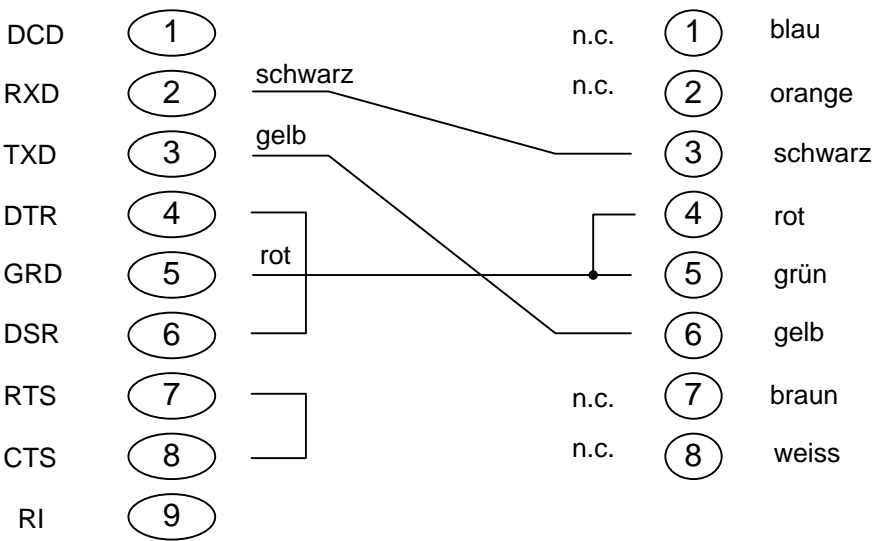 DCD 1 n.c. 1 blau
schwarz
RXD 2 n.c. 2 orange
gelb
TXD 3 3 schwarz
DTR 4 4 rot
rot
GRD 5 5 grün
DSR 6 6 gelb
RTS 7 n.c. 7 braun
CTS 8 n.c. 8 weiss
RI 9